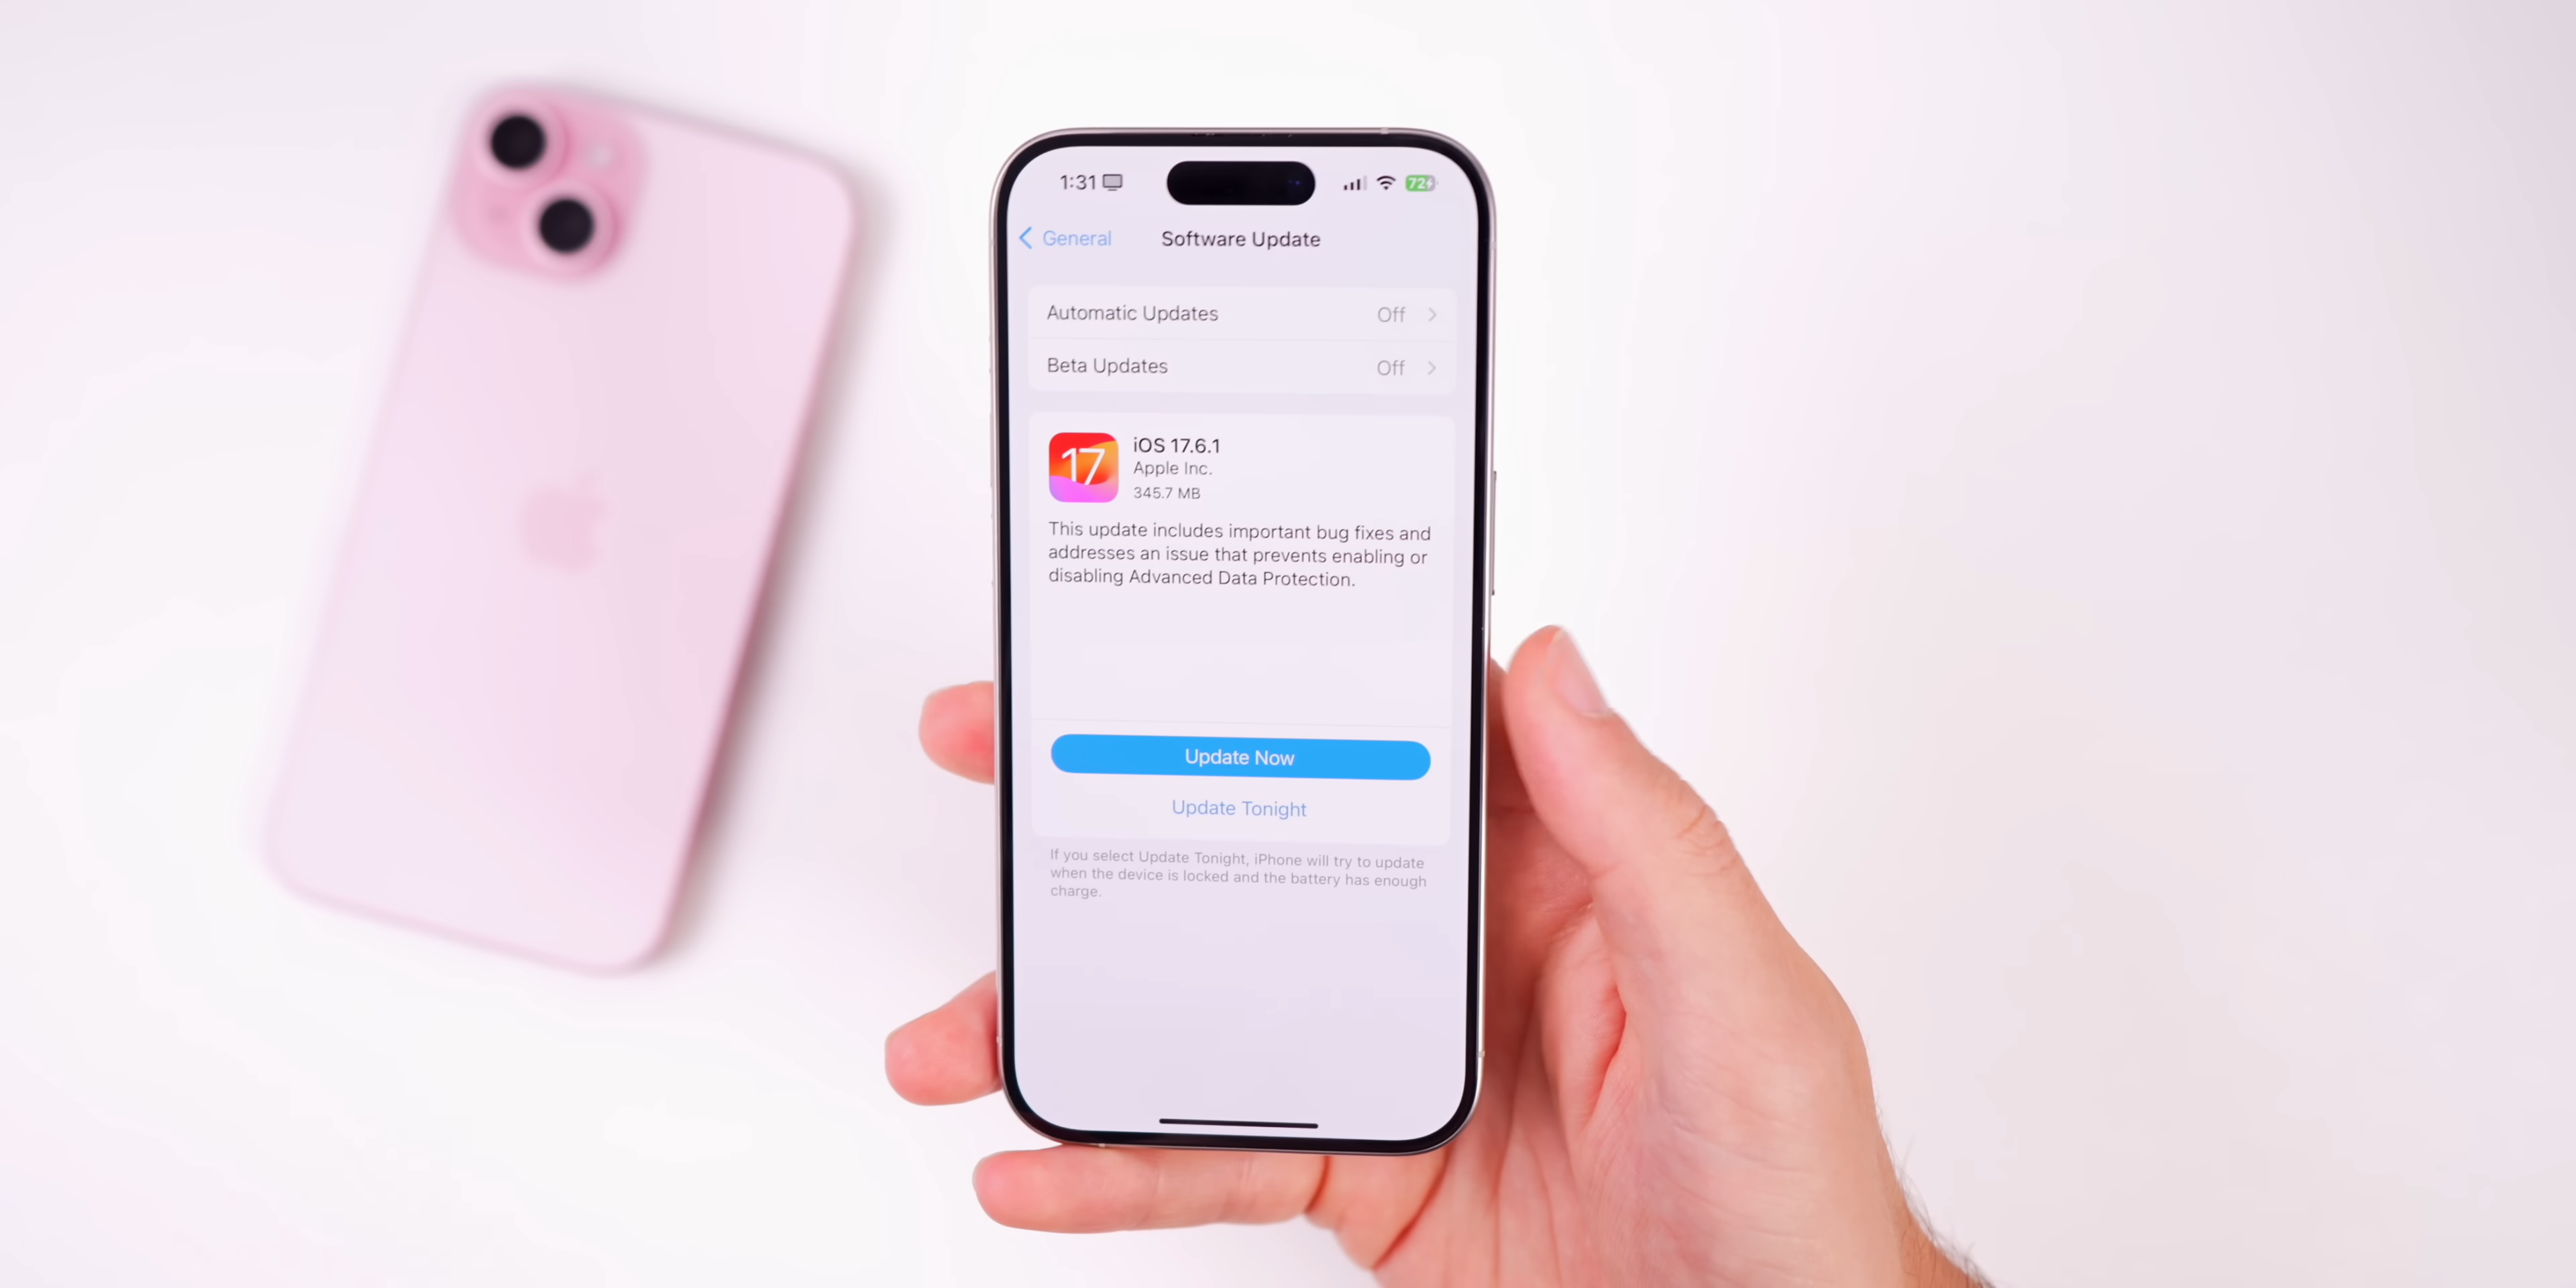 1:31 72
General Software Update
Automatic Updates Off
Beta Updates Off
17
iOS 17.6.1
Apple Inc.
345.7 MB
This update includes important bug fixes and
addresses an issue that prevents enabling or
disabling Advanced Data Protection.
Update Now
Update Tonight
If you select Update Tonight, iPhone will try to update
when the device is locked and the battery has enough
charge.